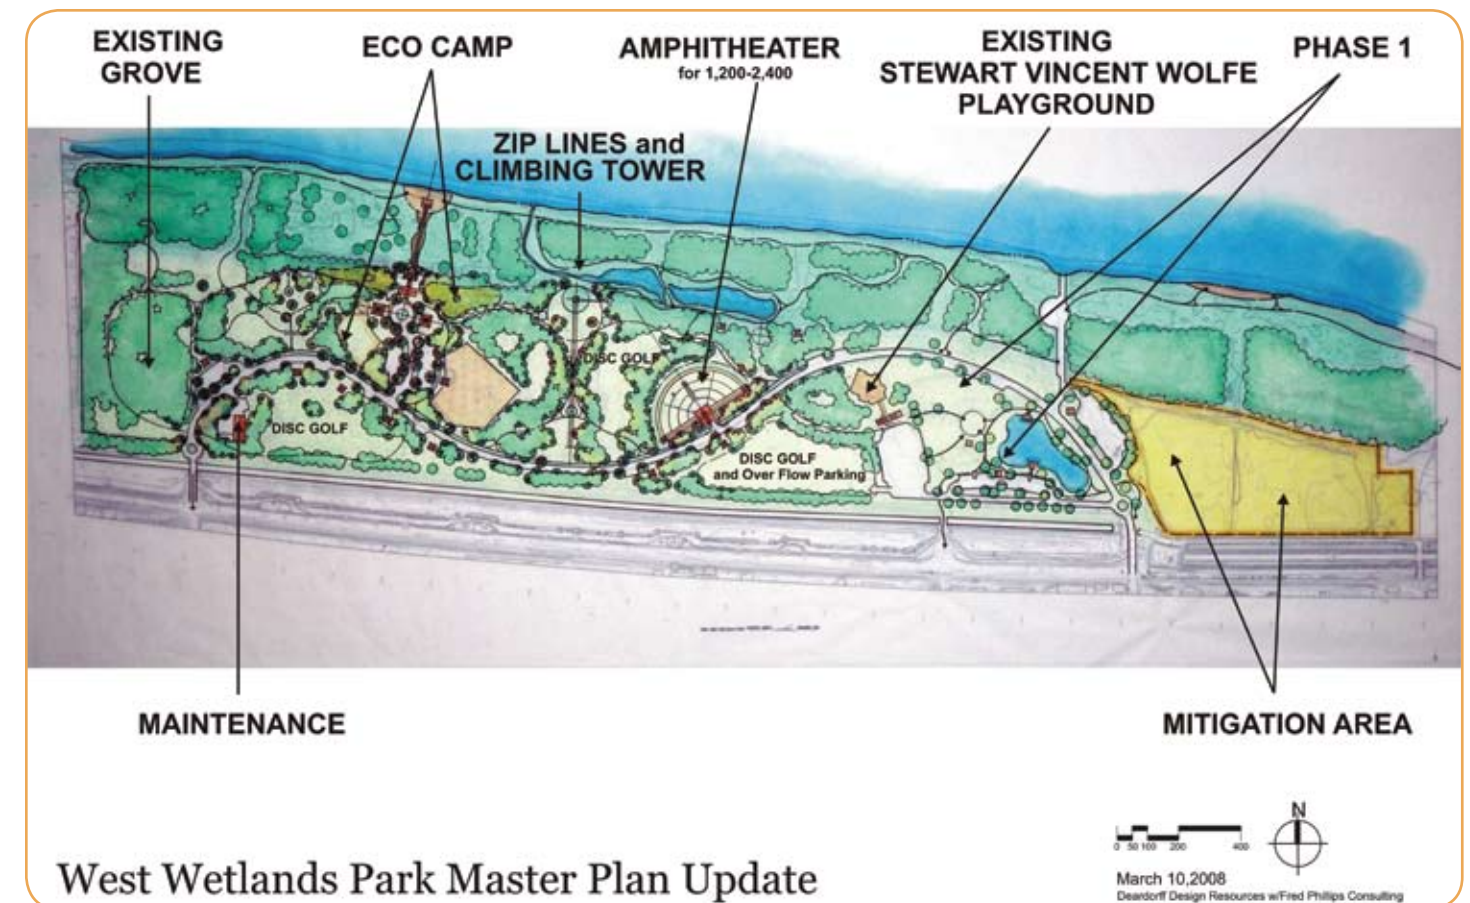 EXISTING
GROVE
ECO CAMP
AMPHITHEATER
for 1,200-2,400
EXISTING
STEWART VINCENT WOLFE
PLAYGROUND
PHASE 1
ZIP LINES and
CLIMBING TOWER
DISC GOLF
DISC GOLF
DISC GOLF
and Over Flow Parking
MAINTENANCE
MITIGATION AREA
N
0 50 100 200 400
March 10,2008
Deardorff Design Resources w/Fred Phillips Consulting
West Wetlands Park Master Plan Update